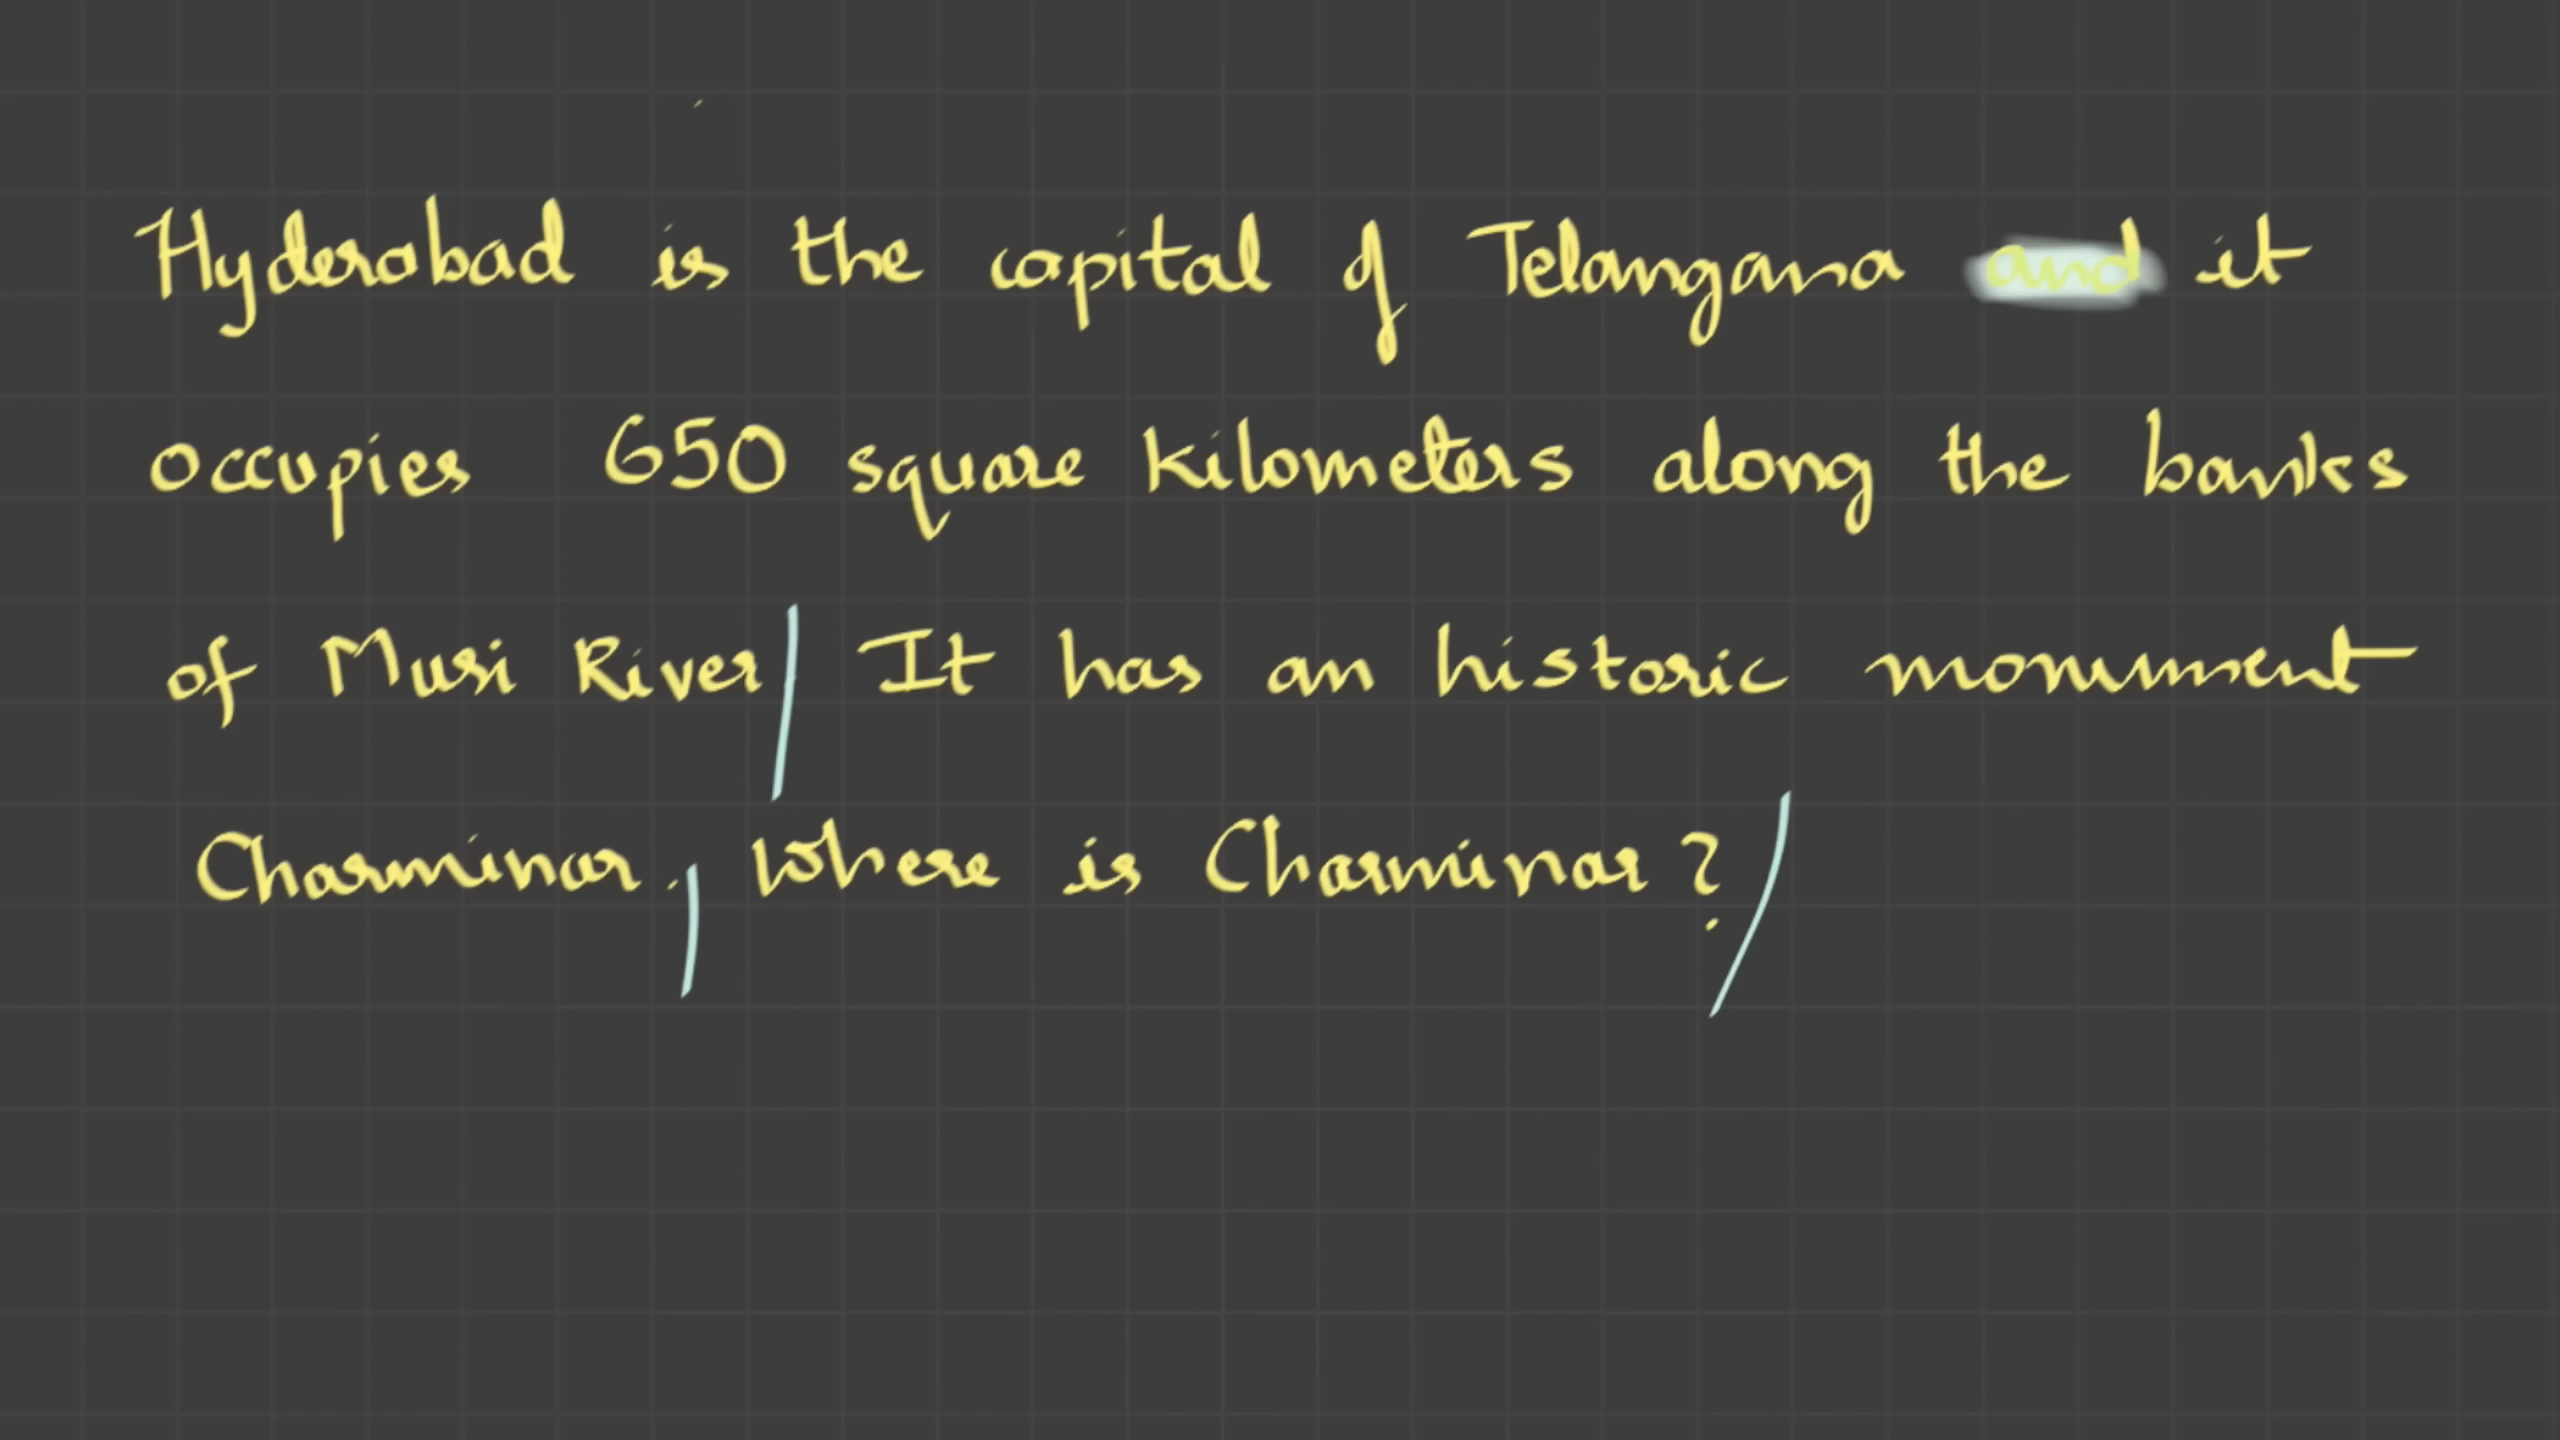 Hyderabad is the capital of Telangana and it
occupies 650 square kilometers along the banks
of Musi River/ It has an historic monument
Charminar./ Where is Charminar?/